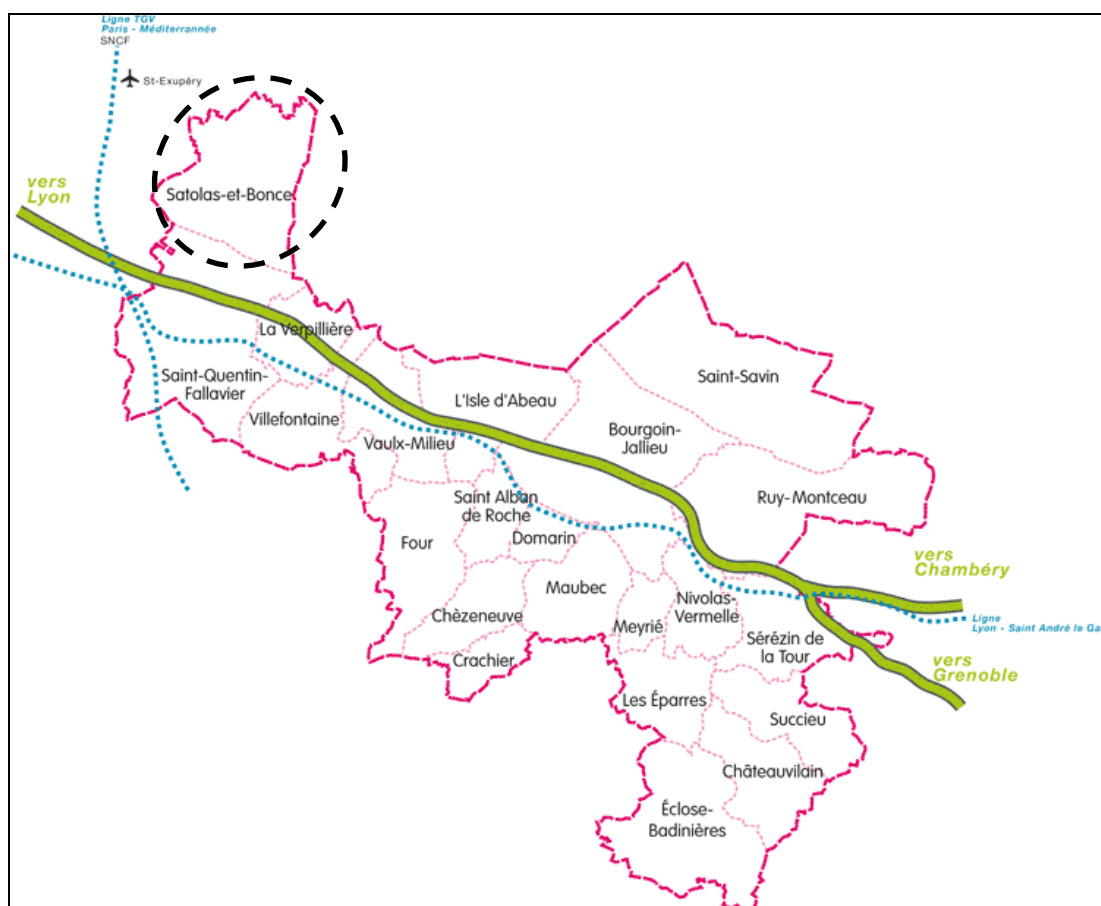 Ligne TGV
Paris - Méditerrannée
SNCF
St-Exupéry
vers
Lyon
Satolas-et-Bonce
La Verpillière
Saint-Quentin-
Fallavier
Villefontaine
L'Isle d'Abeau
Saint-Savin
Bourgoin-
Jallieu
Vaulx-Milieu
Ruy-Montceau
Saint Alban
de Roche
Domarin
Four
vers
Chambéry
Maubec
Nivolas-
Vermelle
Chèzeneuve
Meyrié
Ligne
Lyon - Saint André le Ga
Sérézin de
la Tour
Crachier
vers
Grenoble
Les Éparres
Succieu
Châteauvilain
Éclose-
Badinières